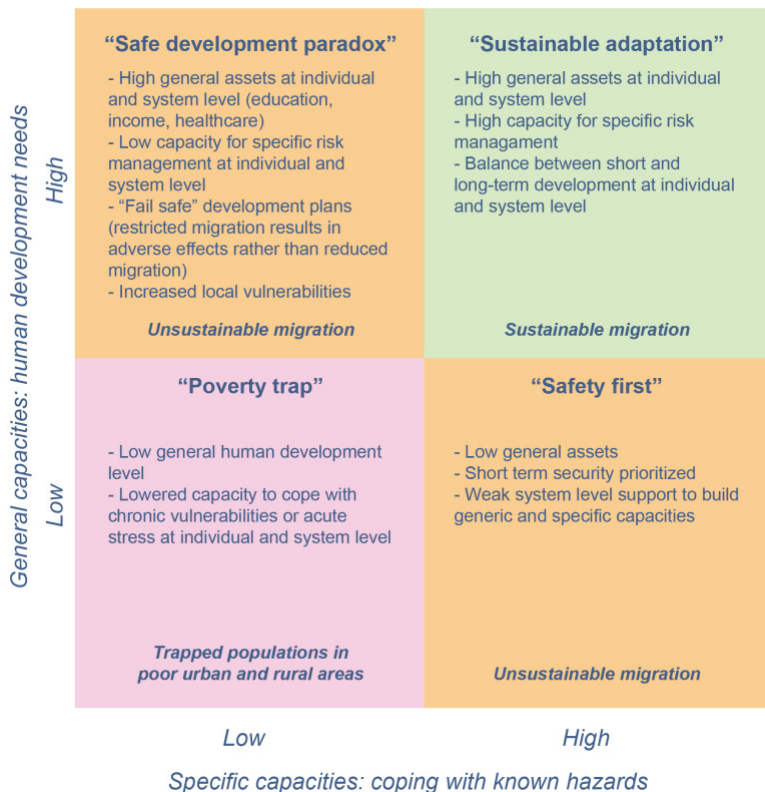 General capacities: human development needs
High
Low
“Safe development paradox”
- High general assets at individual
and system level (education,
income, healthcare)
- Low capacity for specific risk
management at individual and
system level
- “Fail safe” development plans
(restricted migration results in
adverse effects rather than reduced
migration)
- Increased local vulnerabilities
Unsustainable migration
“Sustainable adaptation”
- High general assets at individual
and system level
- High capacity for specific risk
managament
- Balance between short and
long-term development at individual
and system level
Sustainable migration
“Poverty trap”
- Low general human development
level
- Lowered capacity to cope with
chronic vulnerabilities or acute
stress at individual and system level
Trapped populations in
poor urban and rural areas
“Safety first”
- Low general assets
- Short term security prioritized
- Weak system level support to build
generic and specific capacities
Unsustainable migration
Low
High
Specific capacities: coping with known hazards